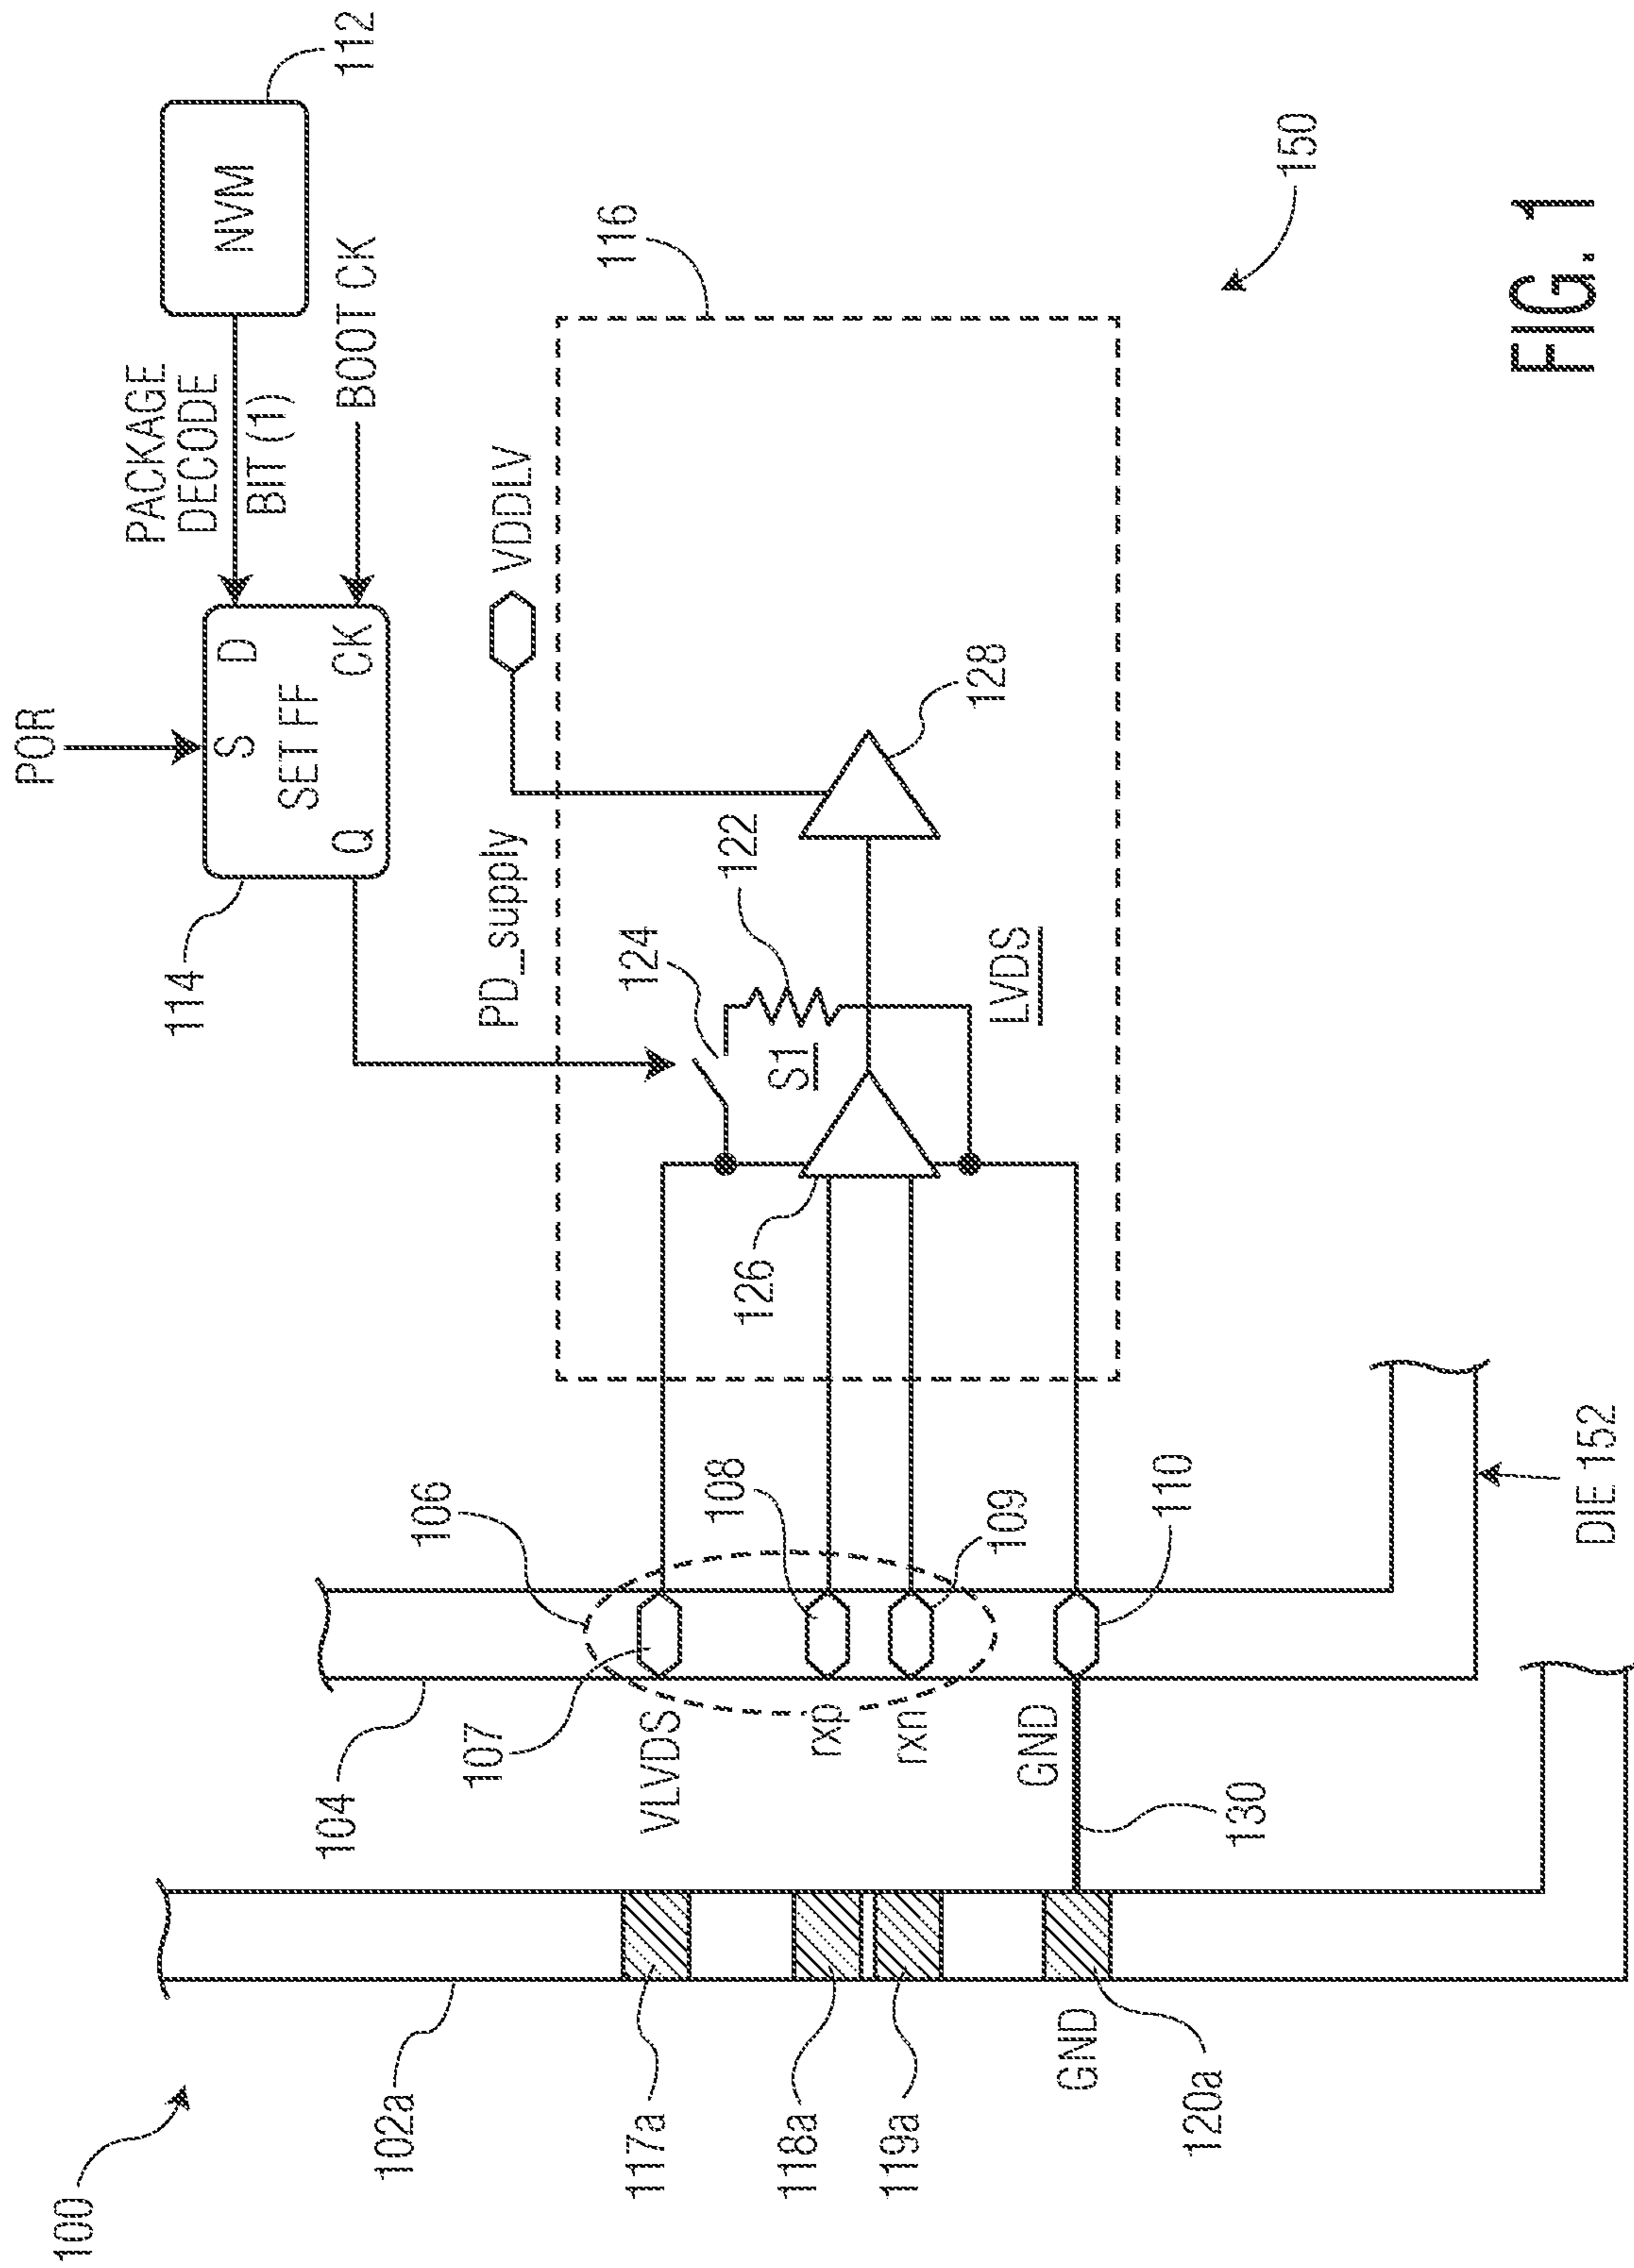 100
102a
104
106
107
108
109
110
VLVDS
rxp
rxn
GND
130
117a
118a
119a
GND
120a
DIE 152
POR
114
S
D
SET FF
Q
CK
PACKAGE
DECODE
BIT (1)
BOOT CK
NVM
112
PD_supply
VDDLV
116
124
122
S1
126
128
LVDS
150
FIG. 1